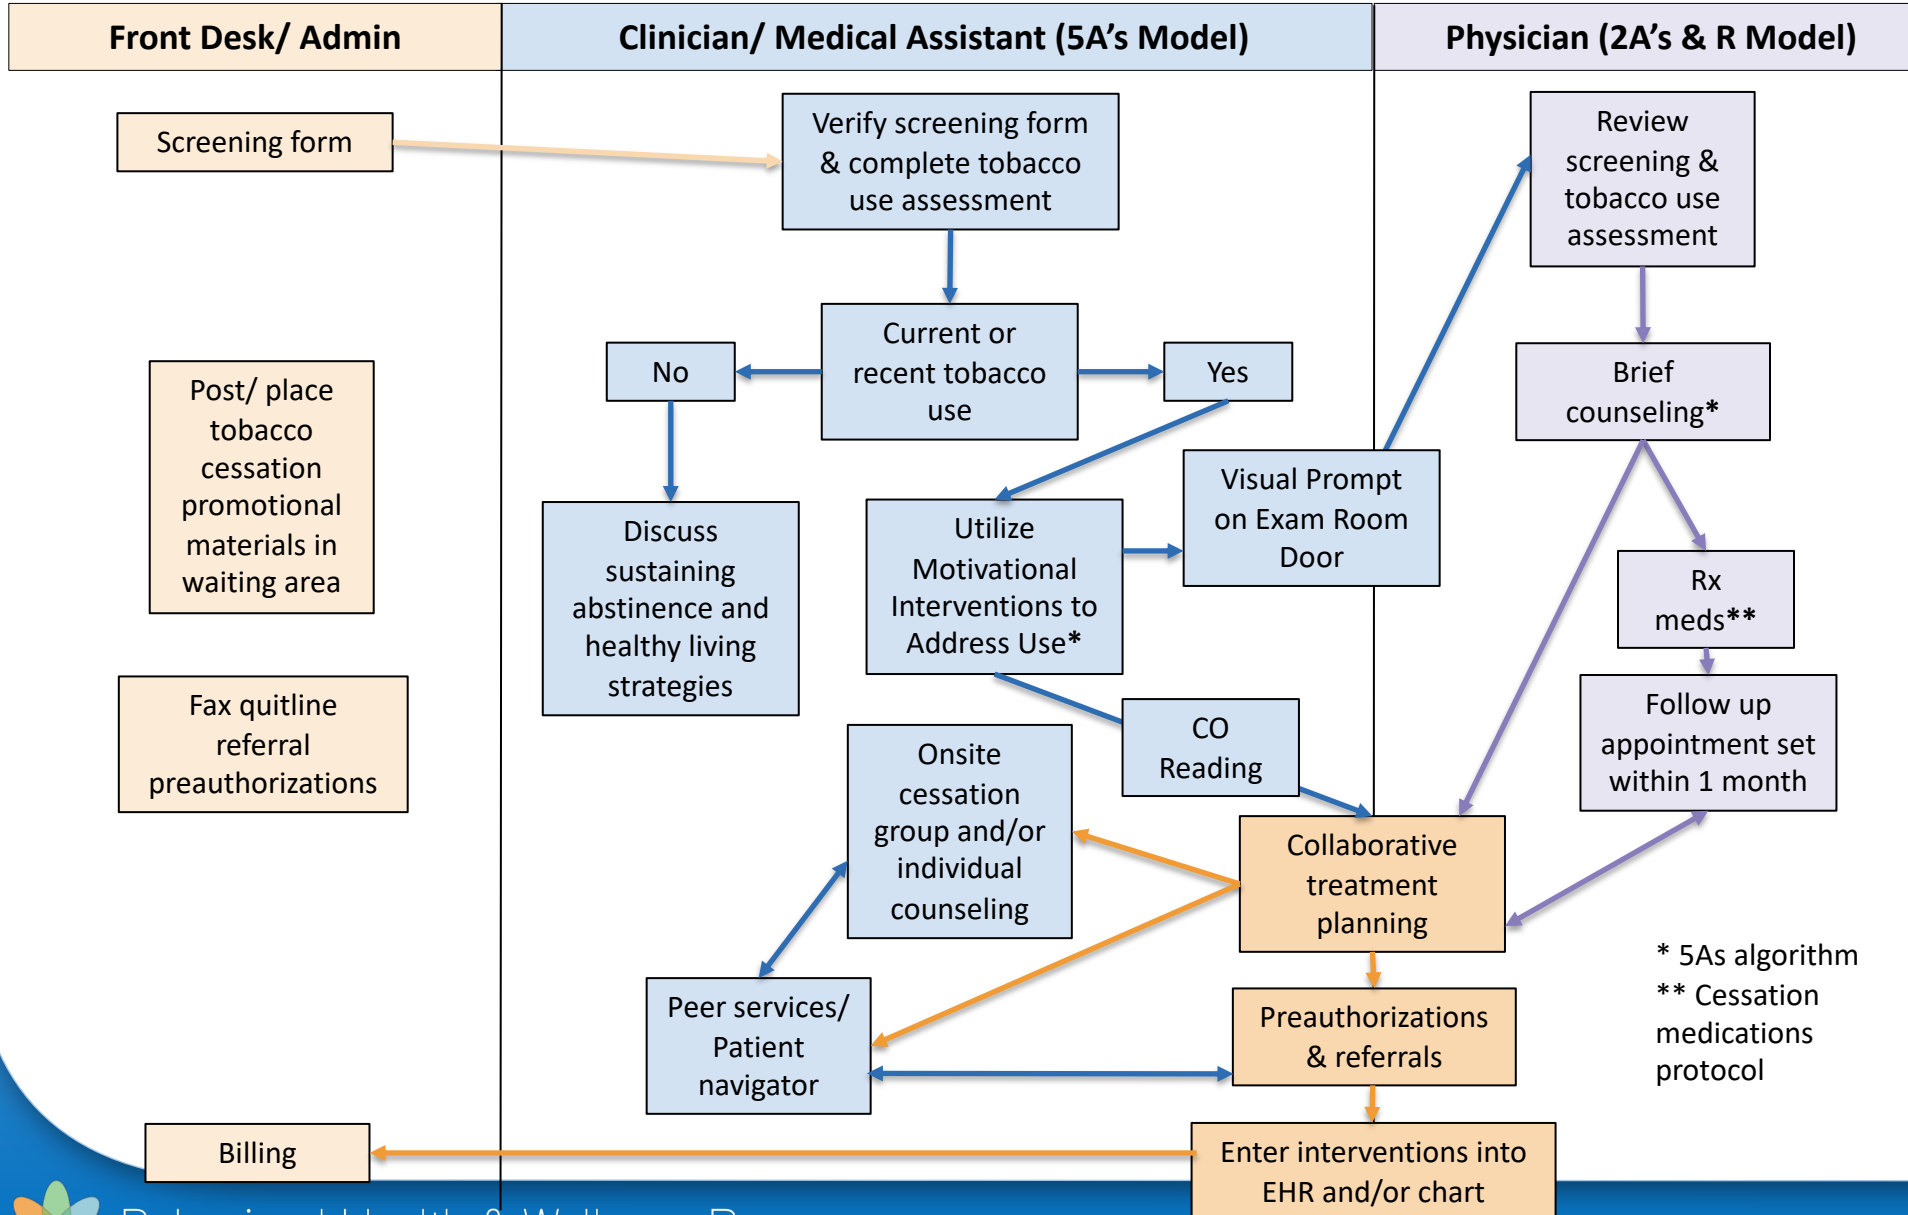 Front Desk/ Admin
Clinician/ Medical Assistant (5A's Model)
Physician (2A's & R Model)
Screening form
Verify screening form
& complete tobacco
use assessment
Review
screening &
tobacco use
assessment
Current or
recent tobacco
use
No
Yes
Brief
counseling*
Post/ place
tobacco
cessation
promotional
materials in
waiting area
Discuss
sustaining
abstinence and
healthy living
strategies
Utilize
Motivational
Interventions to
Address Use*
Visual Prompt
on Exam Room
Door
Rx
meds**
Fax quitline
referral
preauthorizations
CO
Reading
Follow up
appointment set
within 1 month
Onsite
cessation
group and/or
individual
counseling
Collaborative
treatment
planning
* 5As algorithm
** Cessation
medications
protocol
Peer services/
Patient
navigator
Preauthorizations
& referrals
Billing
Enter interventions into
EHR and/or chart
Health & Wellness